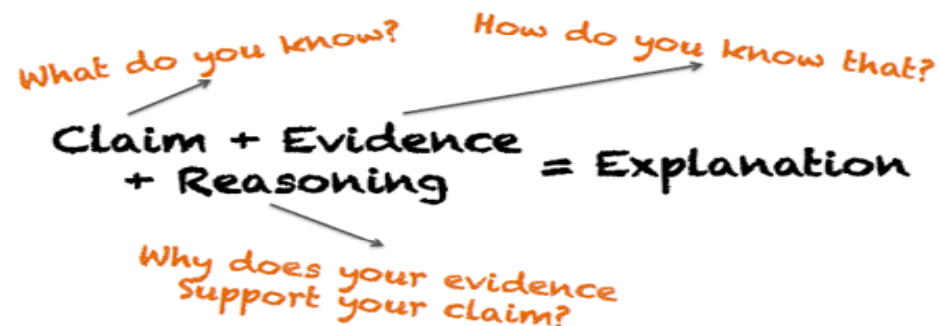 What do you know?
How do you know that?
Claim + Evidence
+ Reasoning
= Explanation
Why does your evidence
Support your claim?